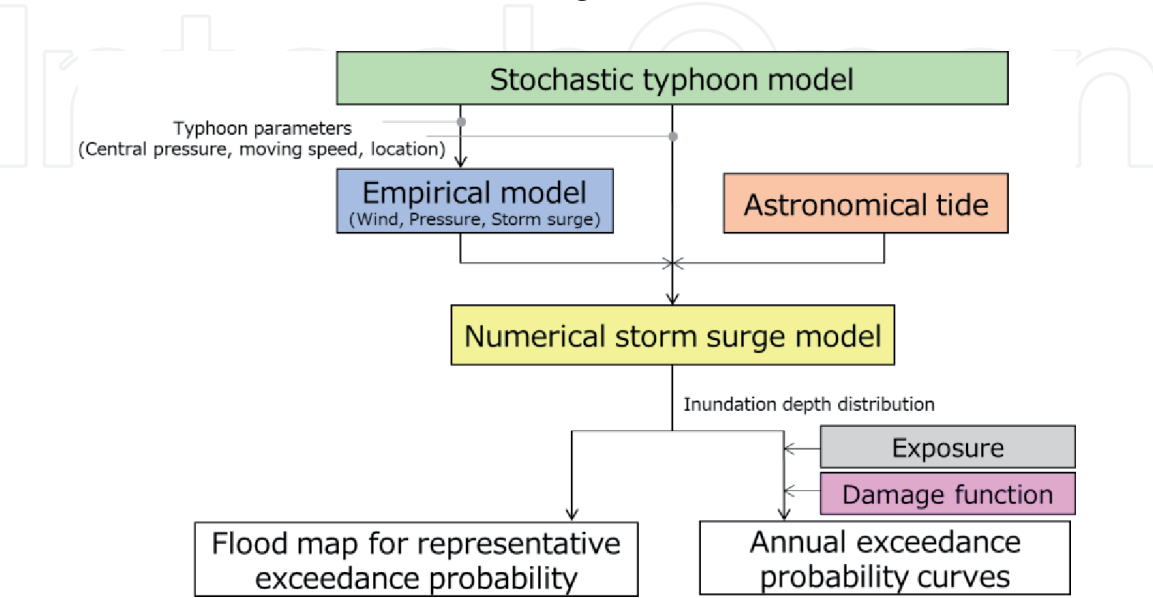 Stochastic typhoon model
Typhoon parameters
(Central pressure, moving speed, location)
Empirical model
(Wind, Pressure, Storm surge)
Astronomical tide
Numerical storm surge model
Inundation depth distribution
Exposure
Damage function
Flood map for representative
exceedance probability
Annual exceedance
probability curves